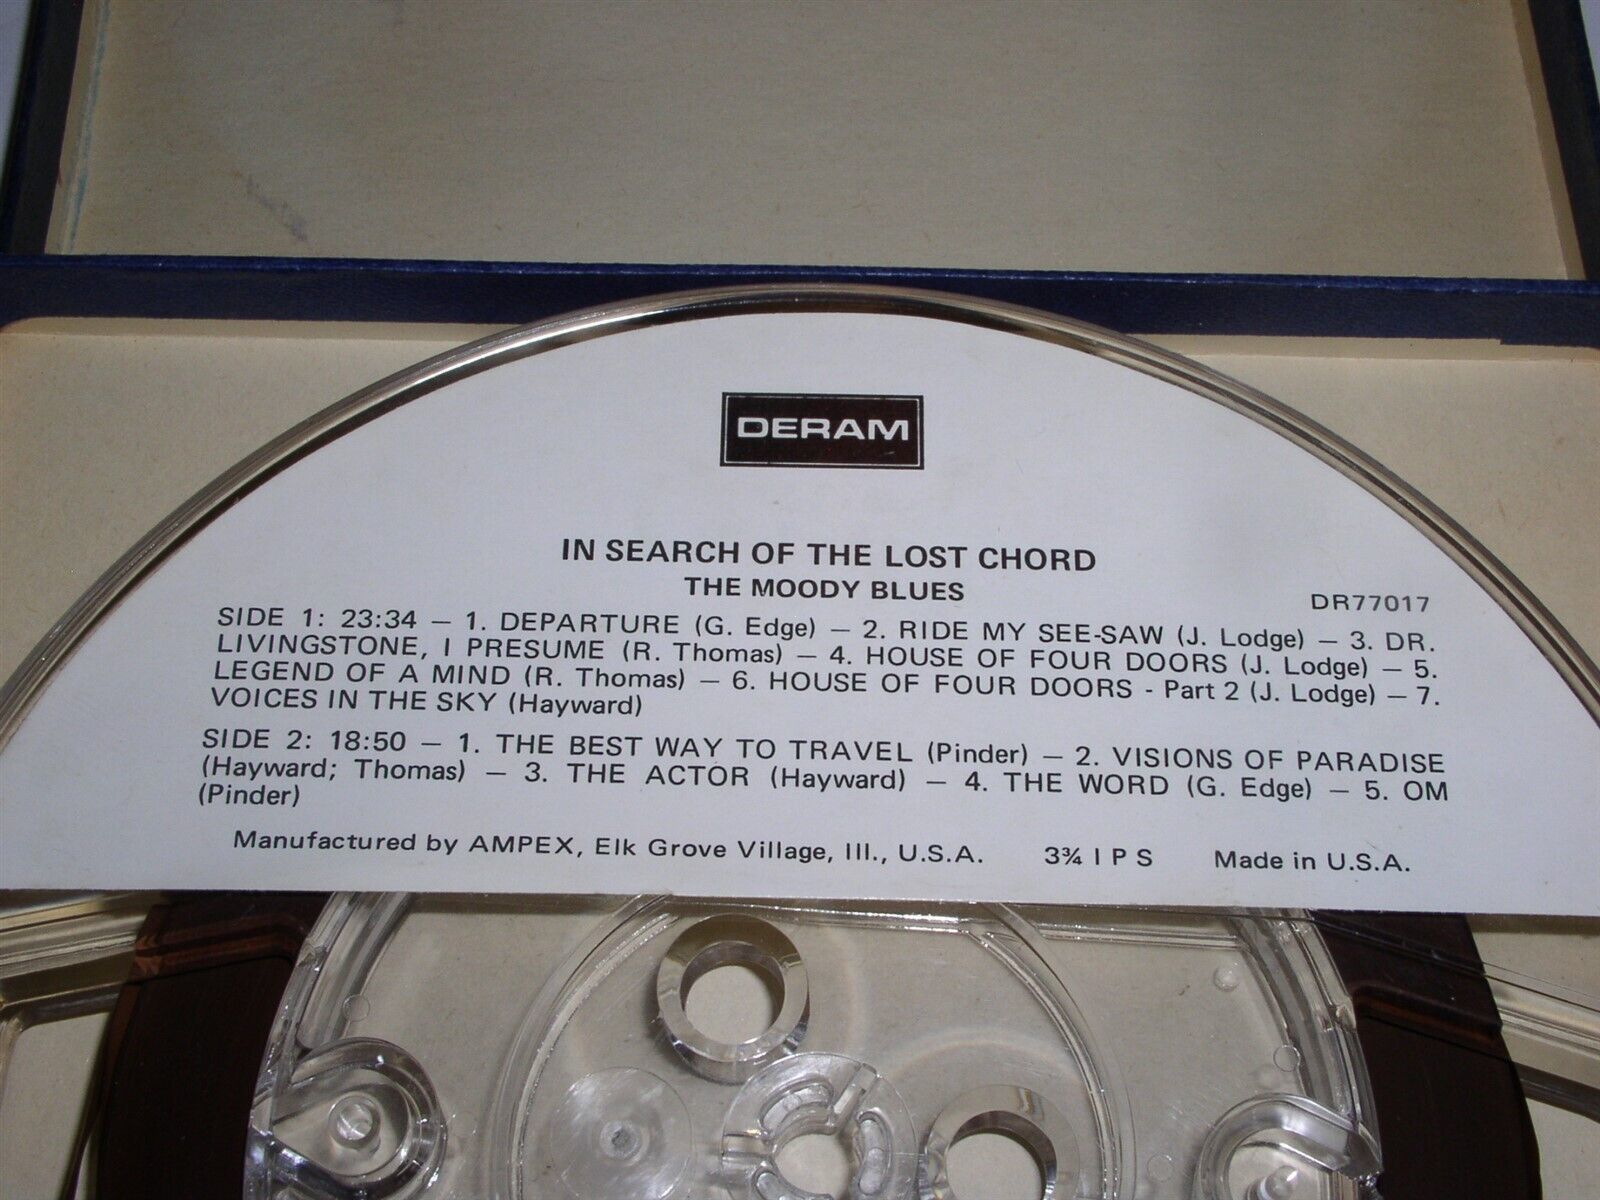 DERAM
IN SEARCH OF THE LOST CHORD
THE MOODY BLUES
DR77017
SIDE 1: 23:34 – 1. DEPARTURE (G. Edge) – 2. RIDE MY SEE-SAW (J. Lodge) – 3. DR.
LIVINGSTONE, I PRESUME (R. Thomas) – 4. HOUSE OF FOUR DOORS (J. Lodge) – 5.
LEGEND OF A MIND (R. Thomas) – 6. HOUSE OF FOUR DOORS - Part 2 (J. Lodge) – 7.
VOICES IN THE SKY (Hayward)
SIDE 2: 18:50 – 1. THE BEST WAY TO TRAVEL (Pinder) – 2. VISIONS OF PARADISE
(Hayward; Thomas) – 3. THE ACTOR (Hayward) – 4. THE WORD (G. Edge) – 5. OM
(Pinder)
Manufactured by AMPEX, Elk Grove Village, Ill., U.S.A. 3¾ I P S Made in U.S.A.